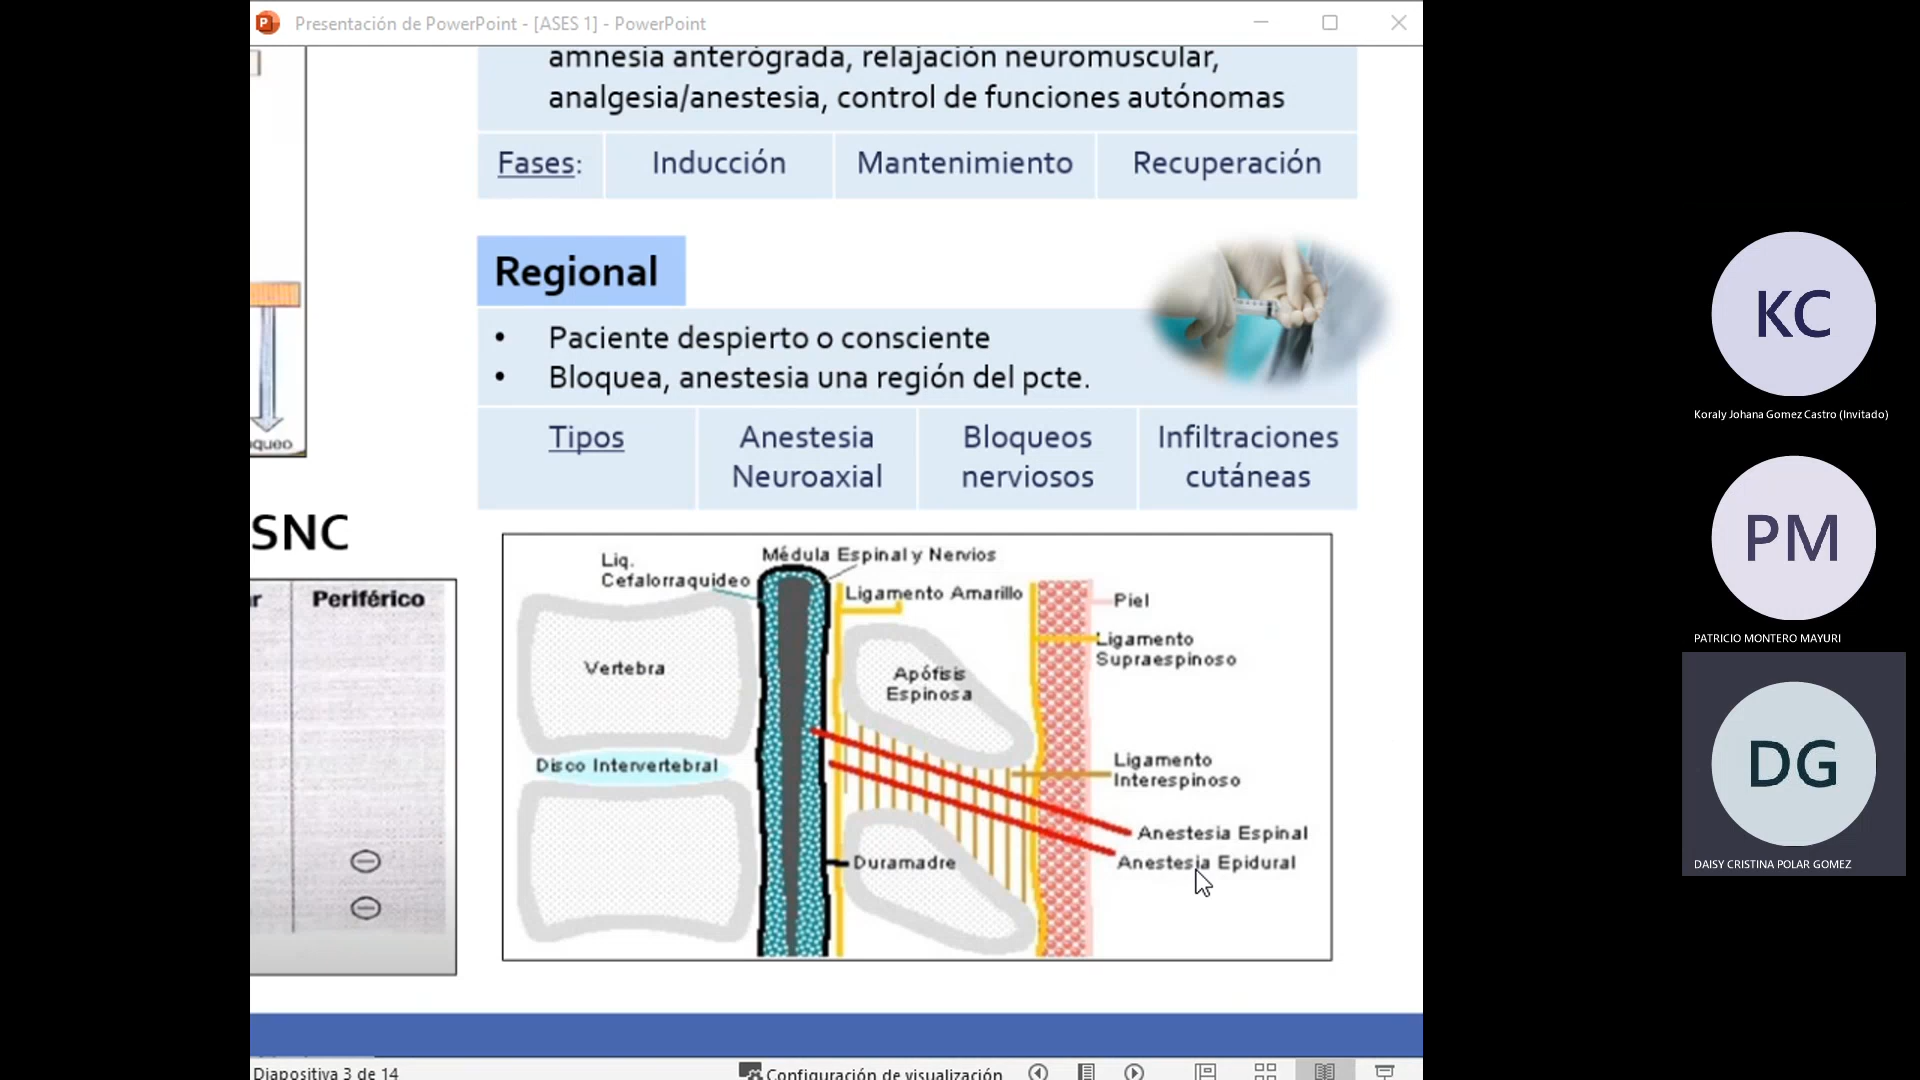 Presentación de PowerPoint - [ASES 1] - PowerPoint
amnesia anterógrada, relajación neuromuscular,
analgesia/anestesia, control de funciones autónomas
Fases: Inducción Mantenimiento Recuperación
Regional
• Paciente despierto o consciente
• Bloquea, anestesia una región del pcte.
Tipos
Anestesia
Neuroaxial
Bloqueos
nerviosos
Infiltraciones
cutáneas
queo
SNC
r Periférico
Liq.
Cefalorraquideo
Médula Espinal y Nervios
Ligamento Amarillo
Piel
Ligamento
Supraespinoso
Vertebra
Apófisis
Espinosa
Disco Intervertebral
Ligamento
Interespinoso
Anestesia Espinal
Anestesia Epidural
Duramadre
Diapositiva 3 de 14
Configuración de visualización
KC
Koraly Johana Gomez Castro (Invitado)
PM
PATRICIO MONTERO MAYURI
DG
DAISY CRISTINA POLAR GOMEZ